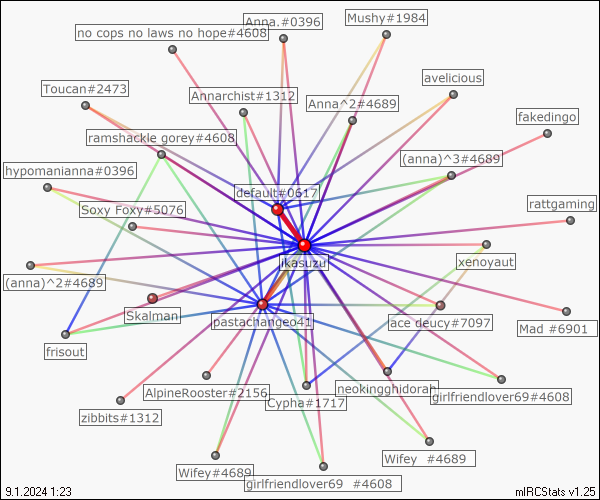 Anna.#0396
Mushy#1984
no cops no laws no hope#4608
avelicious
Toucan#2473
Annarchist#1312
Anna^2#4689
fakedingo
ramshackle gorey#4608
(anna)^3#4689
hypomanianna#0396
default#0617
rattgaming
Soxy Foxy#5076
xenoyaut
ikasuzu
(anna)^2#4689
Skalman
pastachangeo41
ace deucy#7097
Mad #6901
frisout
AlpineRooster#2156
neokingghidorah
Cypha#1717
girlfriendlover69#4608
zibbits#1312
Wifey #4689
Wifey#4689
girlfriendlover69 #4608
9.1.2024 1:23
mIRCStats v1.25